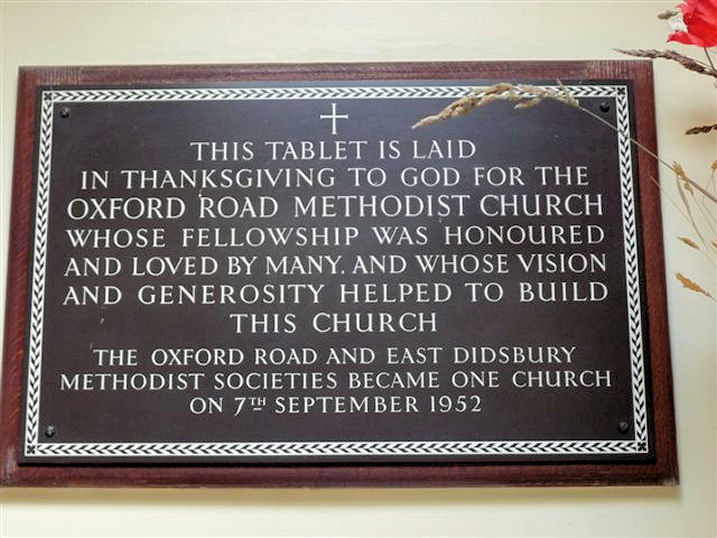 THIS TABLET IS LAID
IN THANKSGIVING TO GOD FOR THE
OXFORD ROAD METHODIST CHURCH
WHOSE FELLOWSHIP WAS HONOURED
AND LOVED BY MANY. AND WHOSE VISION
AND GENEROSITY HELPED TO BUILD
THIS CHURCH
THE OXFORD ROAD AND EAST DIDSBURY
METHODIST SOCIETIES BECAME ONE CHURCH
ON 7TH SEPTEMBER 1952